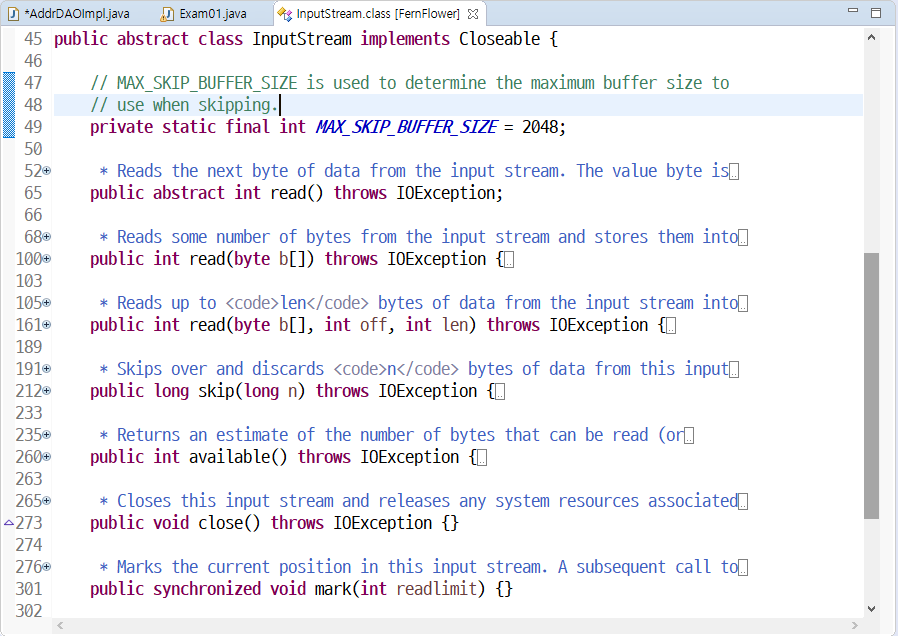 *AddrDAOImpl.java Exam01.java InputStream.class [FernFlower]
45 public abstract class InputStream implements Closeable {
46
47 // MAX_SKIP_BUFFER_SIZE is used to determine the maximum buffer size to
48 // use when skipping.
49 private static final int MAX_SKIP_BUFFER_SIZE = 2048;
50
52 * Reads the next byte of data from the input stream. The value byte is
65 public abstract int read() throws IOException;
66
68 * Reads some number of bytes from the input stream and stores them into
100 public int read(byte b[]) throws IOException {
103
105 * Reads up to <code>len</code> bytes of data from the input stream into
161 public int read(byte b[], int off, int len) throws IOException {
189
191 * Skips over and discards <code>n</code> bytes of data from this input
212 public long skip(long n) throws IOException {
233
235 * Returns an estimate of the number of bytes that can be read (or
260 public int available() throws IOException {
263
265 * Closes this input stream and releases any system resources associated
273 public void close() throws IOException {}
274
276 * Marks the current position in this input stream. A subsequent call to
301 public synchronized void mark(int readlimit) {}
302